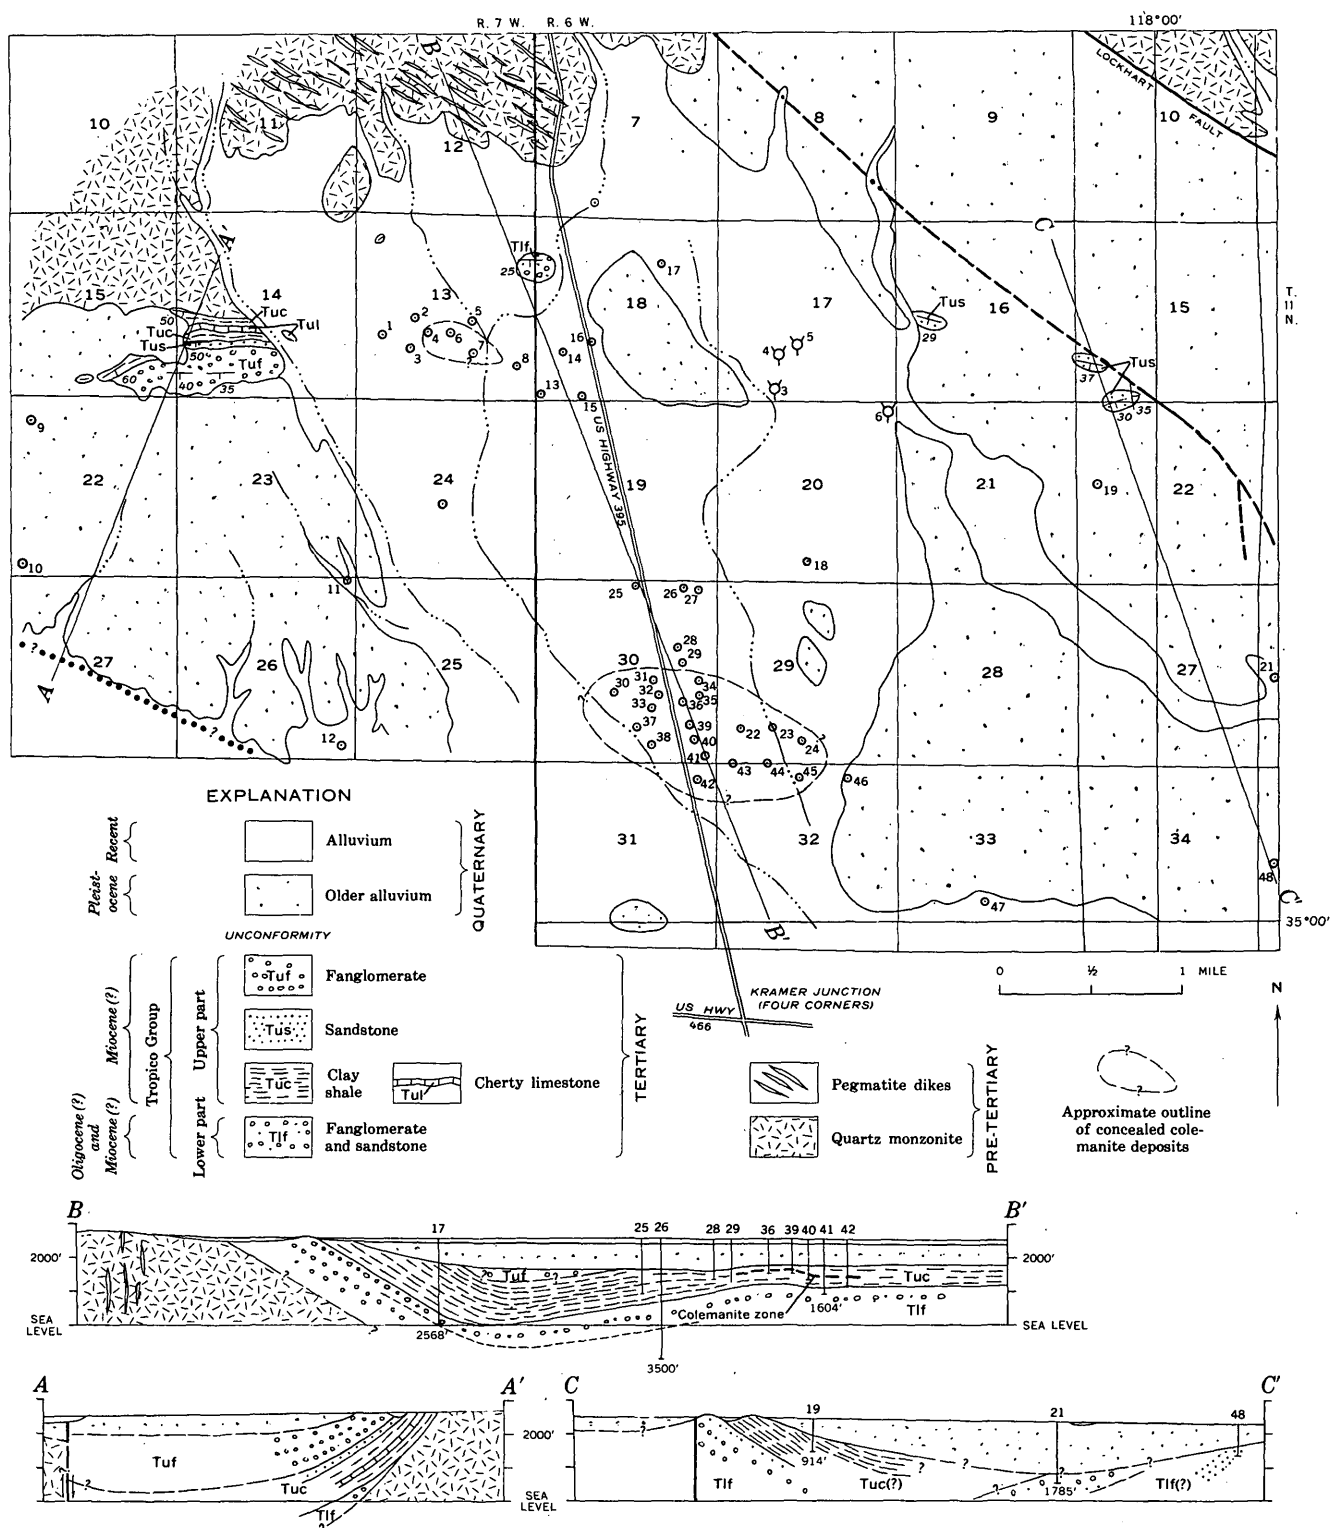 R. 7 W. R. 6 W.
118°00'
B
LOCKHART FAULT
10 11 12 7 8 9 10
A'
C
Tlf
25
15 14 13 18 17 16 15
T. 11 N.
50 Tuc
Tuc Tul
Tus
50
Tuf
60 40 35
1 2 3 4 5 6 7 8
13 14 15 16 17
?
4 5 3 6
Tus
29
Tus
37
30 35
9
22 23 24 19 20 21 22
US HIGHWAY 395
19
10
11
18
25 26 27
28
29
? 27 26 25 30 29 28 27 21
A
30 31 32 33 34 35 36
37 38 39 40 41 42
22 23 24
43 44 45 46
? ? ?
?
12
31 32 33 34
47
48
C'
35°00'
B'
EXPLANATION
Recent
Alluvium
Pleist-
ocene
Older alluvium
QUATERNARY
UNCONFORMITY
Tuf
Fanglomerate
Tus
Sandstone
Tuc
Clay
shale
Tul
Cherty limestone
Tlf
Fanglomerate
and sandstone
Miocene (?)
Oligocene (?)
and
Miocene (?)
Tropico Group
Upper part
Lower part
TERTIARY
KRAMER JUNCTION
(FOUR CORNERS)
US HWY
466
0 ½ 1 MILE
N
Pegmatite dikes
Quartz monzonite
PRE-TERTIARY
?
?
Approximate outline
of concealed cole-
manite deposits
B B'
17 25 26 28 29 36 39 40 41 42
2000' 2000'
? Tuf ? Tuc
?
Colemanite zone
1604'
Tlf
SEA
LEVEL
?
2568'
SEA LEVEL
3500'
A A' C C'
19 21 48
2000'
?
Tuf
914'
? ? ? ?
?
Tuc
Tlf Tuc(?) ? 1785' Tlf(?)
SEA
LEVEL
Tlf
?